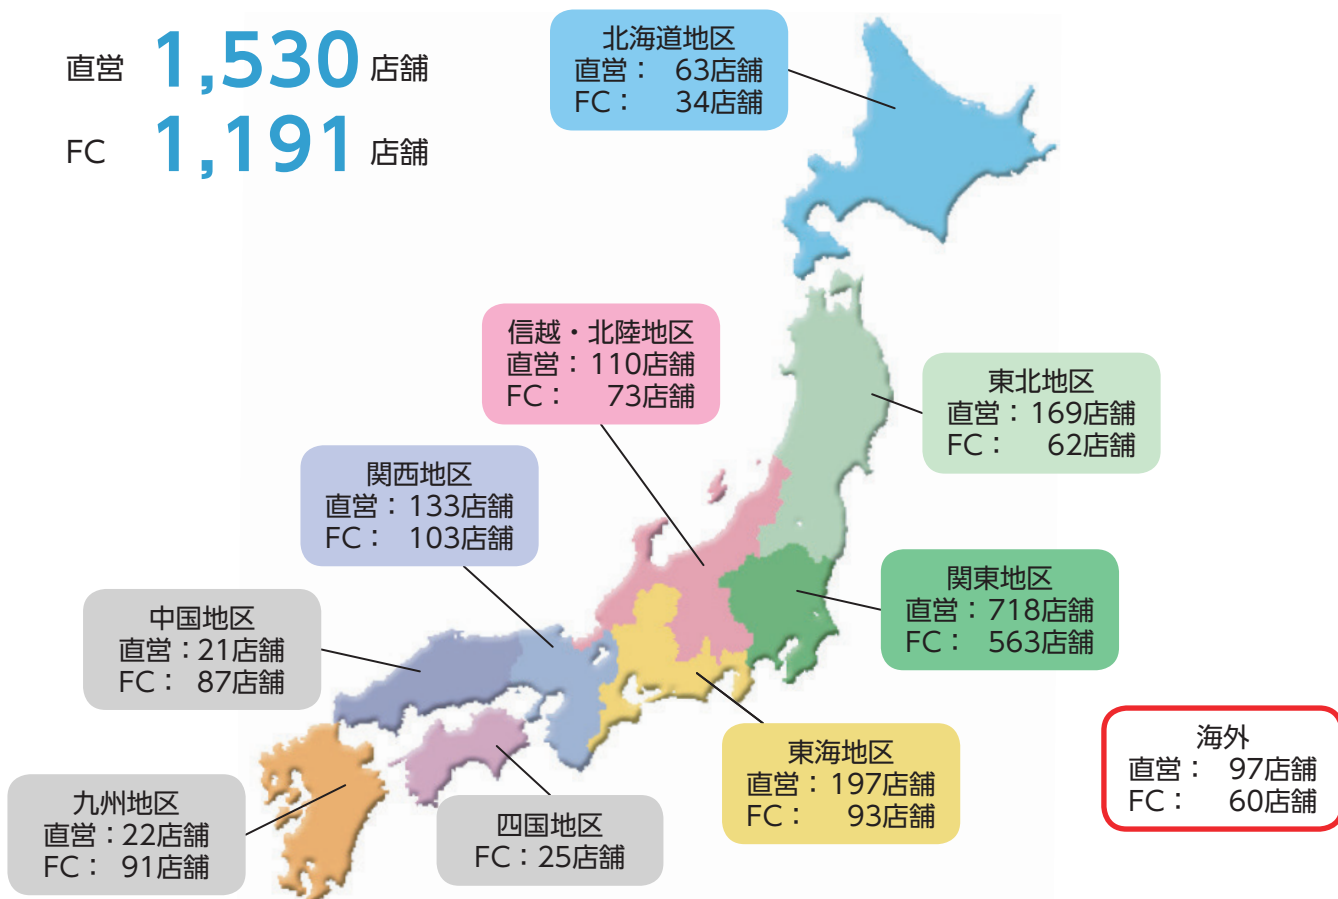 直営 1,530 店舗
FC 1,191 店舗
北海道地区
直営： 63店舗
FC： 34店舗
信越・北陸地区
直営：110店舗
FC： 73店舗
東北地区
直営：169店舗
FC： 62店舗
関西地区
直営：133店舗
FC： 103店舗
関東地区
直営：718店舗
FC： 563店舗
中国地区
直営：21店舗
FC： 87店舗
東海地区
直営：197店舗
FC： 93店舗
海外
直営： 97店舗
FC： 60店舗
九州地区
直営：22店舗
FC： 91店舗
四国地区
FC：25店舗